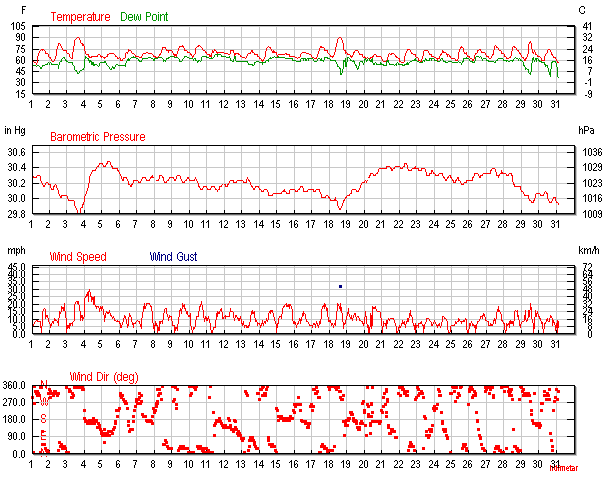 F Temperature Dew Point C
105 41
90 32
75 24
60 16
45 7
30 -1
15 -9
1 2 3 4 5 6 7 8 9 10 11 12 13 14 15 16 17 18 19 20 21 22 23 24 25 26 27 28 29 30 31
in Hg Barometric Pressure hPa
30.6 1036
30.4 1029
30.2 1023
30.0 1016
29.8 1009
1 2 3 4 5 6 7 8 9 10 11 12 13 14 15 16 17 18 19 20 21 22 23 24 25 26 27 28 29 30 31
mph Wind Speed Wind Gust km/h
45.0 72
40.0 64
35.0 56
30.0 48
25.0 40
20.0 32
15.0 24
10.0 16
5.0 8
0.0 0
1 2 3 4 5 6 7 8 9 10 11 12 13 14 15 16 17 18 19 20 21 22 23 24 25 26 27 28 29 30 31
Wind Dir (deg)
360.0 N
270.0 W
180.0 S
90.0 E
0.0 N
1 2 3 4 5 6 7 8 9 10 11 12 13 14 15 16 17 18 19 20 21 22 23 24 25 26 27 28 29 30 31